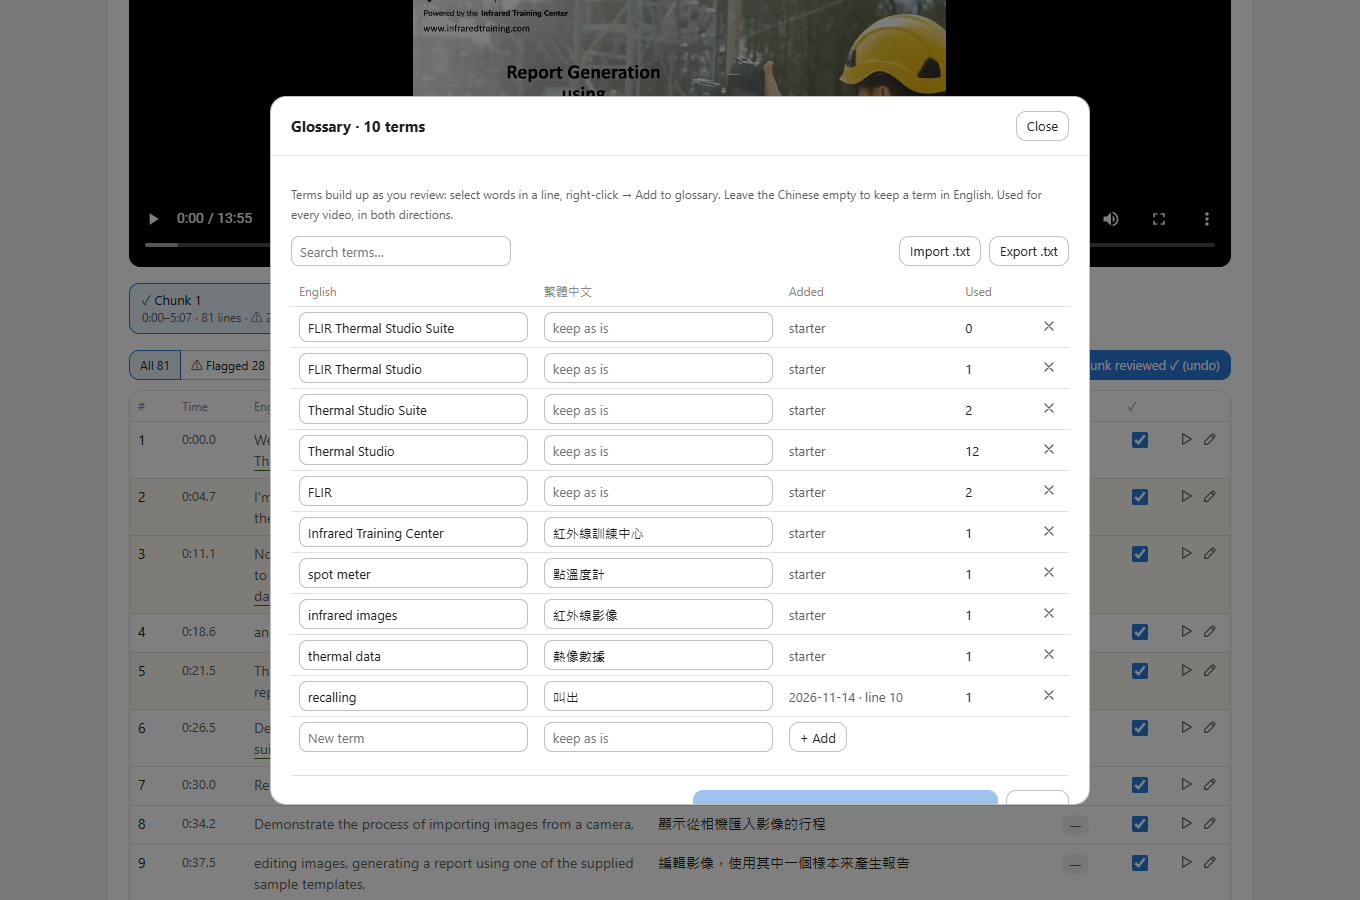 Powered by the Infrared Training Center
www.infraredtraining.com
Report Generation
using
Glossary · 10 terms
Close
Terms build up as you review: select words in a line, right-click → Add to glossary. Leave the Chinese empty to keep a term in English. Used for
every video, in both directions.
0:00 / 13:55
Search terms...
Import .txt
Export .txt
✓ Chunk 1
0:00–5:07 · 81 lines · ⚠ 2
English
繁體中文
Added
Used
FLIR Thermal Studio Suite
keep as is
starter
0
All 81
⚠ Flagged 28
FLIR Thermal Studio
keep as is
starter
1
unk reviewed ✓ (undo)
# Time
Thermal Studio Suite
keep as is
starter
2
✓
1 0:00.0
Thermal Studio
keep as is
starter
12
2 0:04.7
I'm
FLIR
keep as is
starter
2
3 0:11.1
Infrared Training Center
紅外線訓練中心
starter
1
to
spot meter
點溫度計
starter
1
da
4 0:18.6
an
infrared images
紅外線影像
starter
1
5 0:21.5
Th
rep
thermal data
熱像數據
starter
1
6 0:26.5
De
sui
recalling
叫出
2026-11-14 · line 10
1
New term
keep as is
+ Add
7 0:30.0
Re
8 0:34.2 Demonstrate the process of importing images from a camera, 顯示從相機匯入影像的行程 —
9 0:37.5 editing images, generating a report using one of the supplied 編輯影像，使用其中一個樣本來產生報告 —
sample templates,